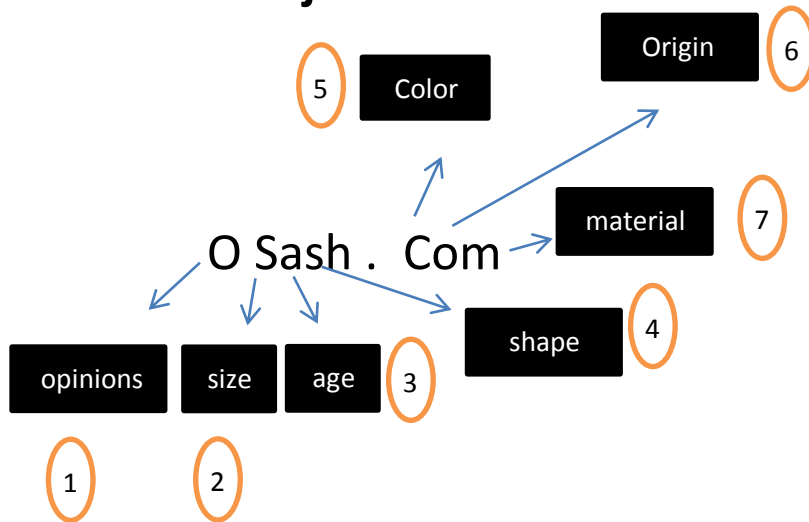 Origin 6
5 Color
material 7
O Sash . Com
shape 4
opinions size age 3
1 2